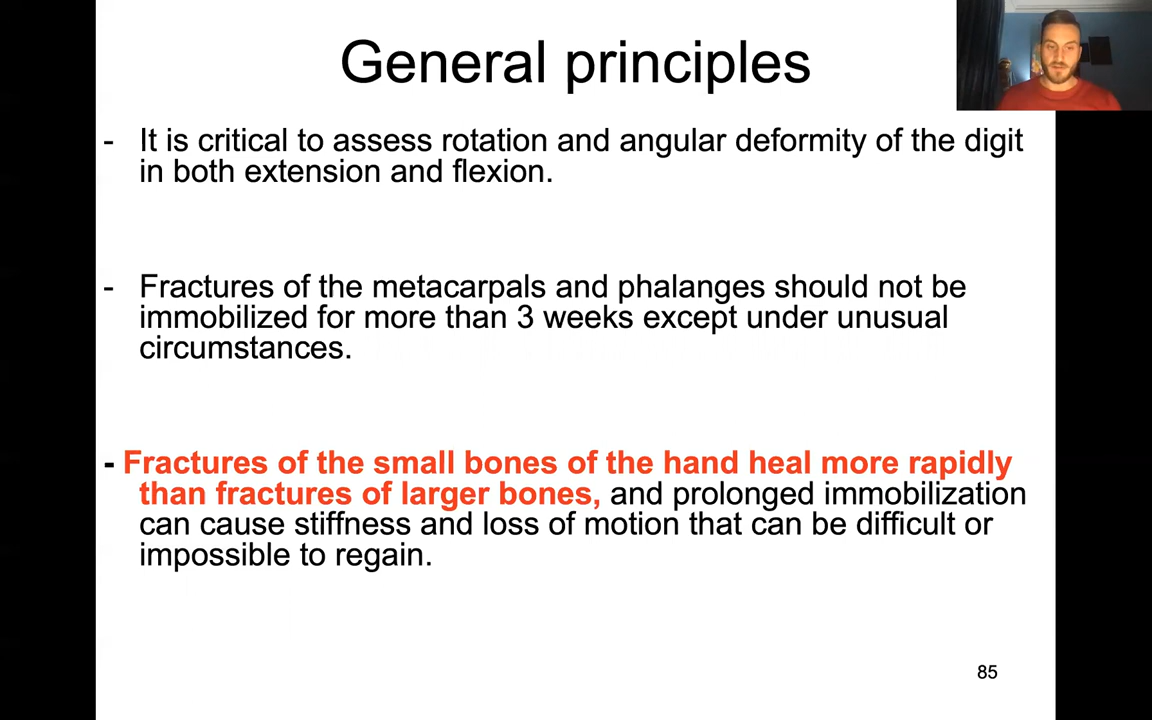 General principles
- It is critical to assess rotation and angular deformity of the digit
in both extension and flexion.
- Fractures of the metacarpals and phalanges should not be
immobilized for more than 3 weeks except under unusual
circumstances.
- Fractures of the small bones of the hand heal more rapidly
than fractures of larger bones, and prolonged immobilization
can cause stiffness and loss of motion that can be difficult or
impossible to regain.
85